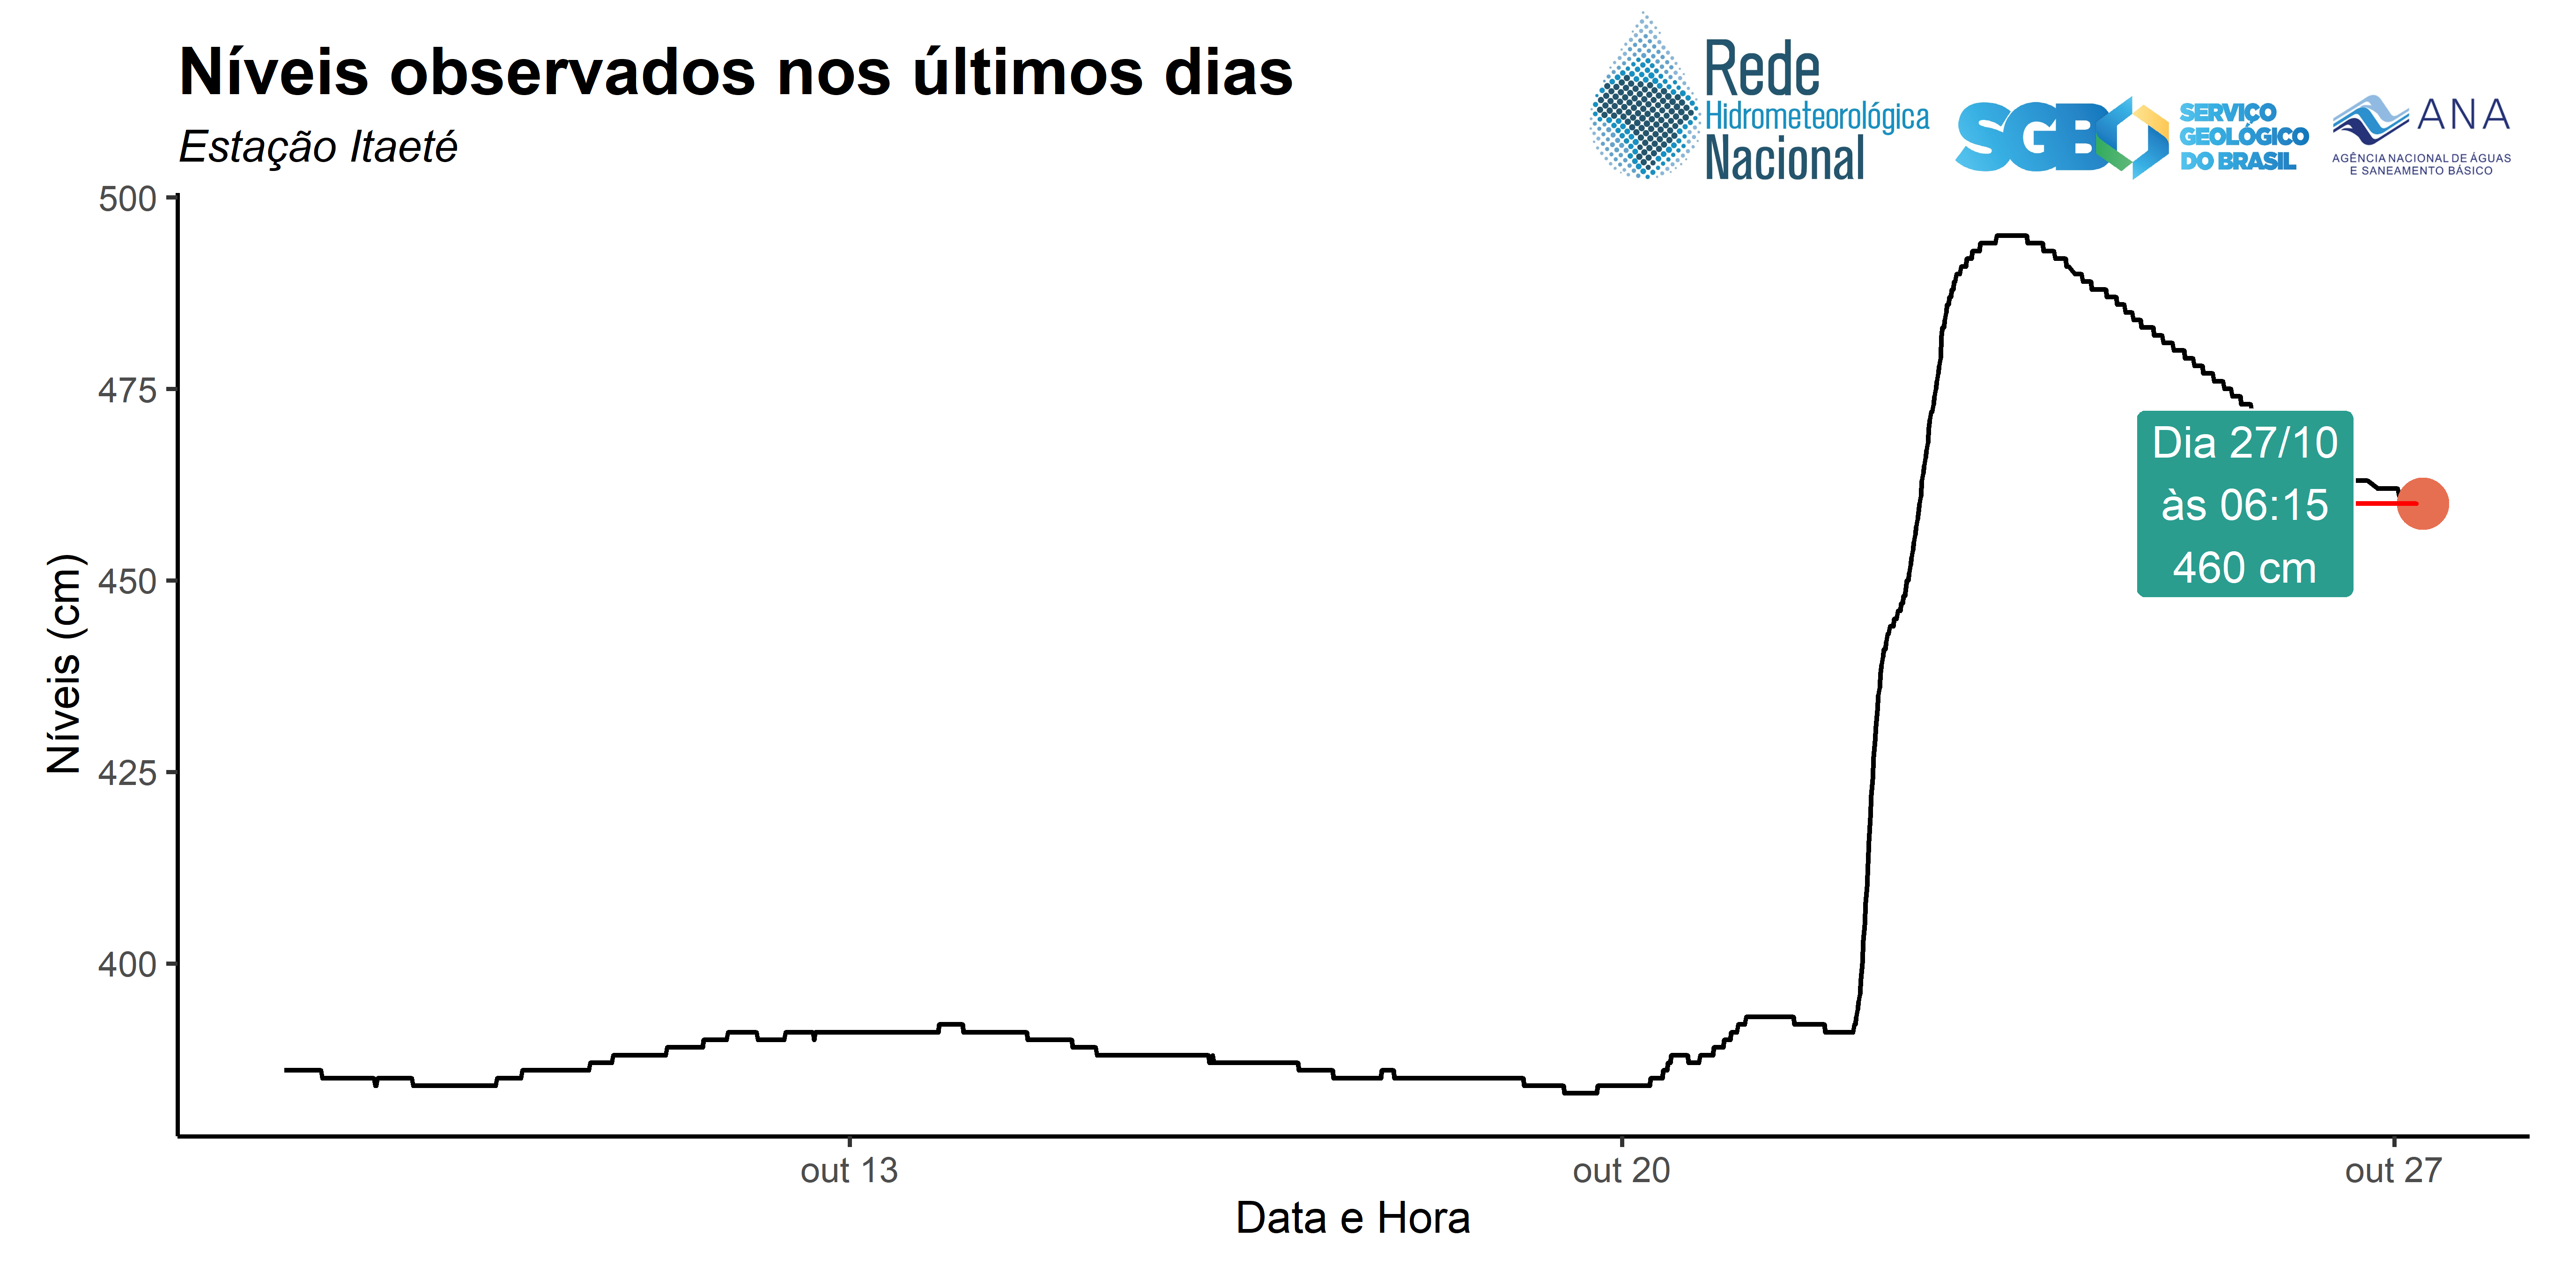 Níveis observados nos últimos dias
Estação Itaeté
Rede
Hidrometeorológica
Nacional
SGB
SERVIÇO
GEOLÓGICO
DO BRASIL
ANA
AGÊNCIA NACIONAL DE ÁGUAS
E SANEAMENTO BÁSICO
500
475
450
425
400
Níveis (cm)
Dia 27/10
às 06:15
460 cm
out 13
out 20
out 27
Data e Hora